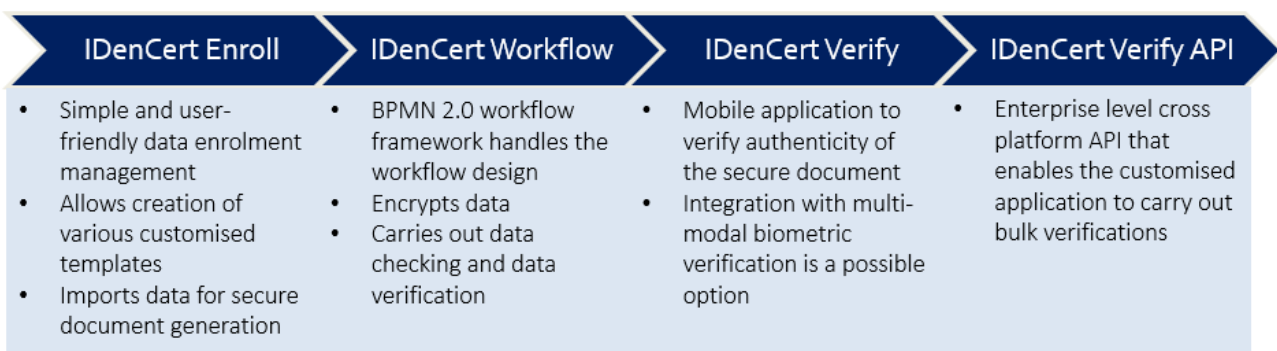 IDenCert Enroll
• Simple and user-
friendly data enrolment
management
• Allows creation of
various customised
templates
• Imports data for secure
document generation
IDenCert Workflow
• BPMN 2.0 workflow
framework handles the
workflow design
• Encrypts data
• Carries out data
checking and data
verification
IDenCert Verify
• Mobile application to
verify authenticity of
the secure document
• Integration with multi-
modal biometric
verification is a possible
option
IDenCert Verify API
• Enterprise level cross
platform API that
enables the customised
application to carry out
bulk verifications